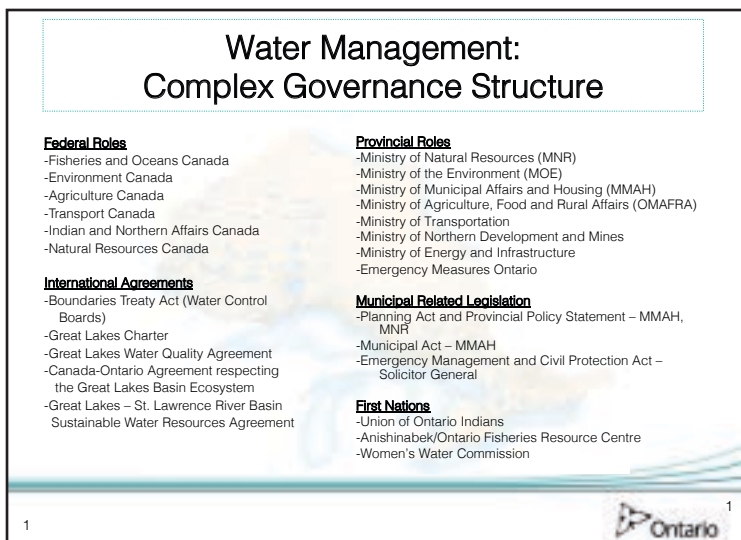 Water Management:
Complex Governance Structure
Federal Roles
-Fisheries and Oceans Canada
-Environment Canada
-Agriculture Canada
-Transport Canada
-Indian and Northern Affairs Canada
-Natural Resources Canada
International Agreements
-Boundaries Treaty Act (Water Control
Boards)
-Great Lakes Charter
-Great Lakes Water Quality Agreement
-Canada-Ontario Agreement respecting
the Great Lakes Basin Ecosystem
-Great Lakes – St. Lawrence River Basin
Sustainable Water Resources Agreement
Provincial Roles
-Ministry of Natural Resources (MNR)
-Ministry of the Environment (MOE)
-Ministry of Municipal Affairs and Housing (MMAH)
-Ministry of Agriculture, Food and Rural Affairs (OMAFRA)
-Ministry of Transportation
-Ministry of Northern Development and Mines
-Ministry of Energy and Infrastructure
-Emergency Measures Ontario
Municipal Related Legislation
-Planning Act and Provincial Policy Statement – MMAH,
MNR
-Municipal Act – MMAH
-Emergency Management and Civil Protection Act –
Solicitor General
First Nations
-Union of Ontario Indians
-Anishinabek/Ontario Fisheries Resource Centre
-Women's Water Commission
1
Ontario
1